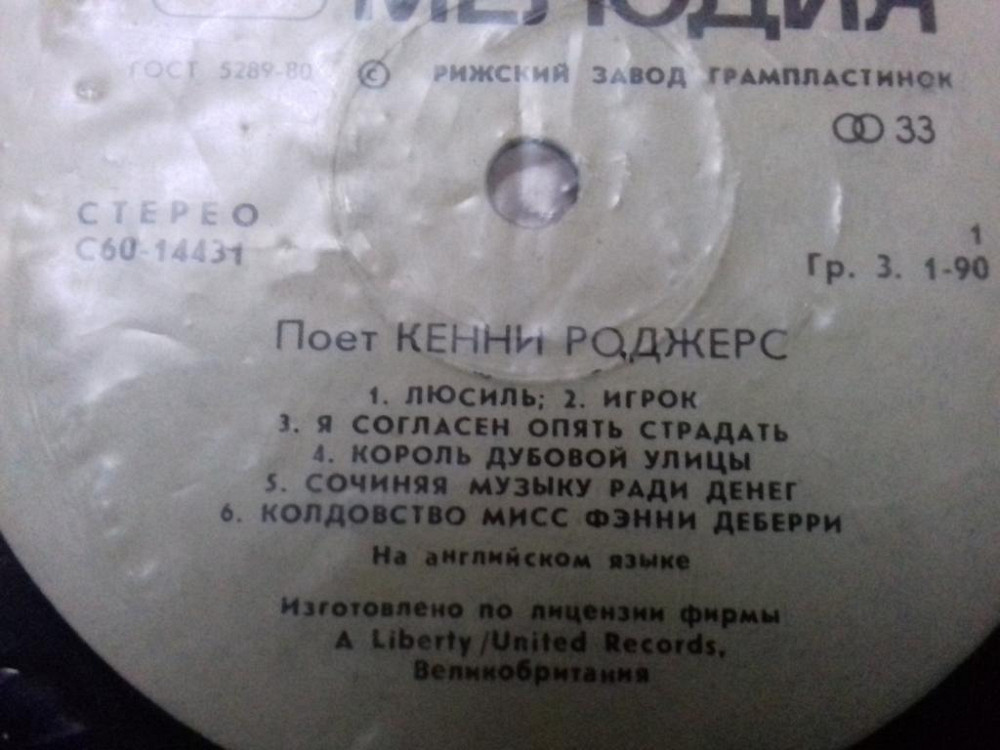 МЕЛОДИЯ
ГОСТ 5289-80 © РИЖСКИЙ ЗАВОД ГРАМПЛАСТИНОК
33
СТЕРЕО
С60-14431
1
Гр. 3. 1-90
Поет КЕННИ РОДЖЕРС
1. ЛЮСИЛЬ; 2. ИГРОК
3. Я СОГЛАСЕН ОПЯТЬ СТРАДАТЬ
4. КОРОЛЬ ДУБОВОЙ УЛИЦЫ
5. СОЧИНЯЯ МУЗЫКУ РАДИ ДЕНЕГ
6. КОЛДОВСТВО МИСС ФЭННИ ДЕБЕРРИ
На английском языке
Изготовлено по лицензии фирмы
A Liberty/United Records,
Великобритания